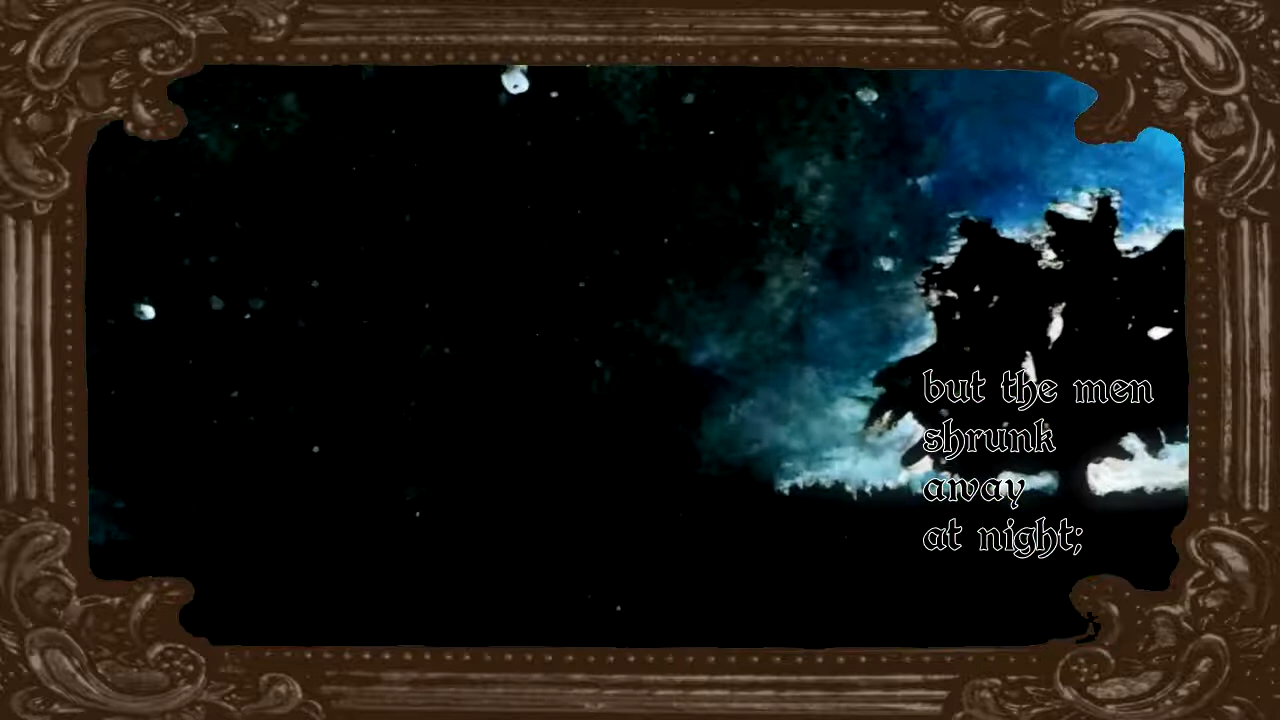 but the men
shrunk
away
at night;